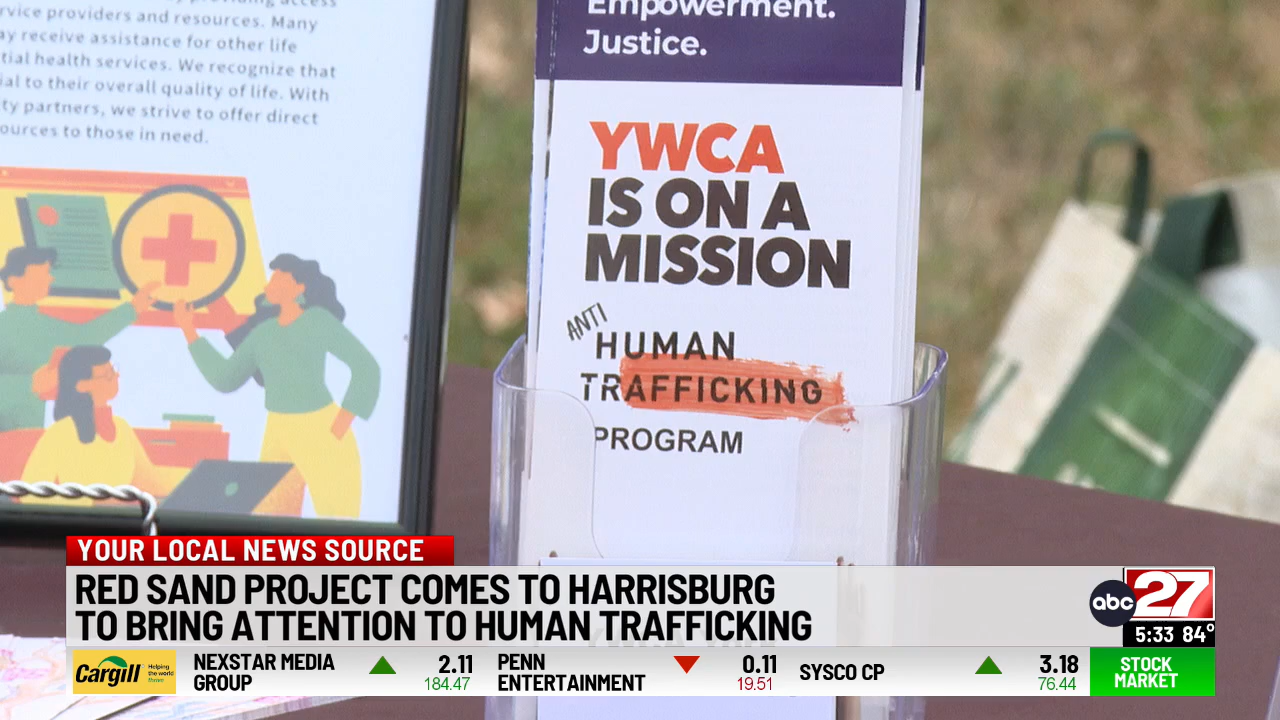 rvice providers and resources. Many
ay receive assistance for other life
tial health services. We recognize that
ial to their overall quality of life. With
ty partners, we strive to offer direct
ources to those in need.
Empowerment.
Justice.
YWCA
IS ON A
MISSION
ANTI
HUMAN
TRAFFICKING
PROGRAM
YOUR LOCAL NEWS SOURCE
RED SAND PROJECT COMES TO HARRISBURG
TO BRING ATTENTION TO HUMAN TRAFFICKING
abc 27
5:33 84°
Cargill Helping the world thrive
NEXSTAR MEDIA GROUP 2.11 184.47
PENN ENTERTAINMENT 0.11 19.51
SYSCO CP 3.18 76.44
STOCK MARKET